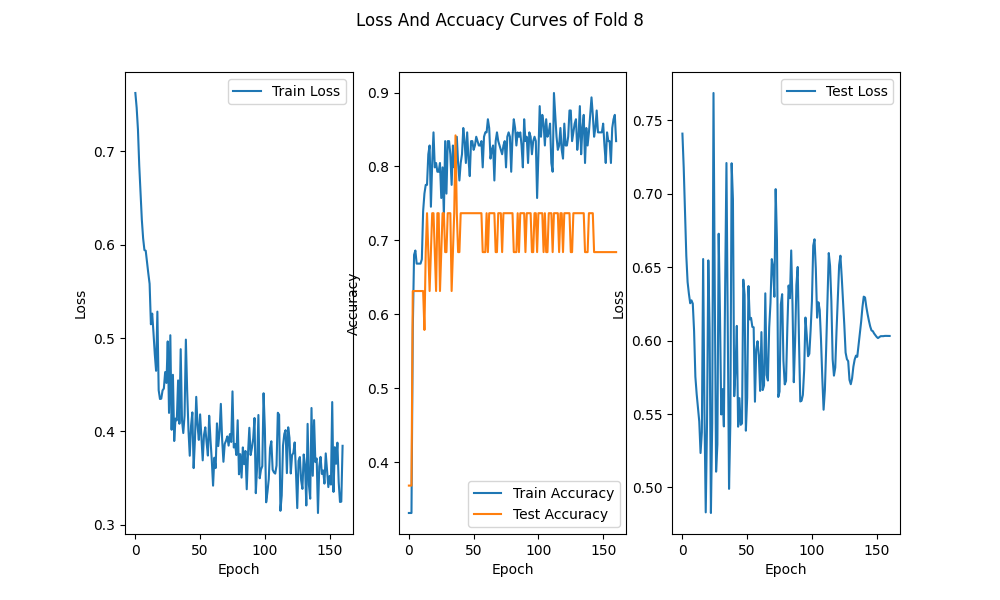 Loss And Accuacy Curves of Fold 8
Train Loss
0.7
0.6
0.5
0.4
0.3
Loss
0
50
100
150
Epoch
0.9
0.8
0.7
0.6
0.5
0.4
Accuracy
Train Accuracy
Test Accuracy
0
50
100
150
Epoch
Test Loss
0.75
0.70
0.65
0.60
0.55
0.50
Loss
0
50
100
150
Epoch